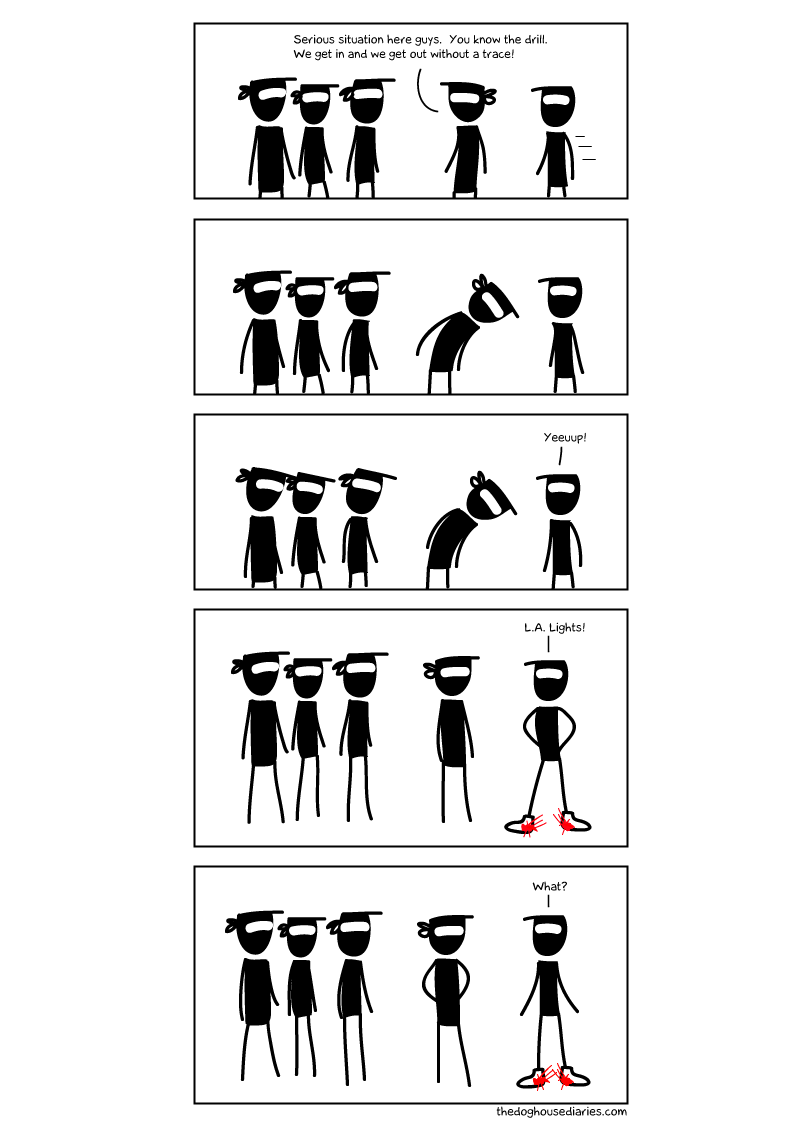 Serious situation here guys.  You know the drill.
We get in and we get out without a trace!
Yeeuup!
L.A. Lights!
What?
thedoghousediaries.com